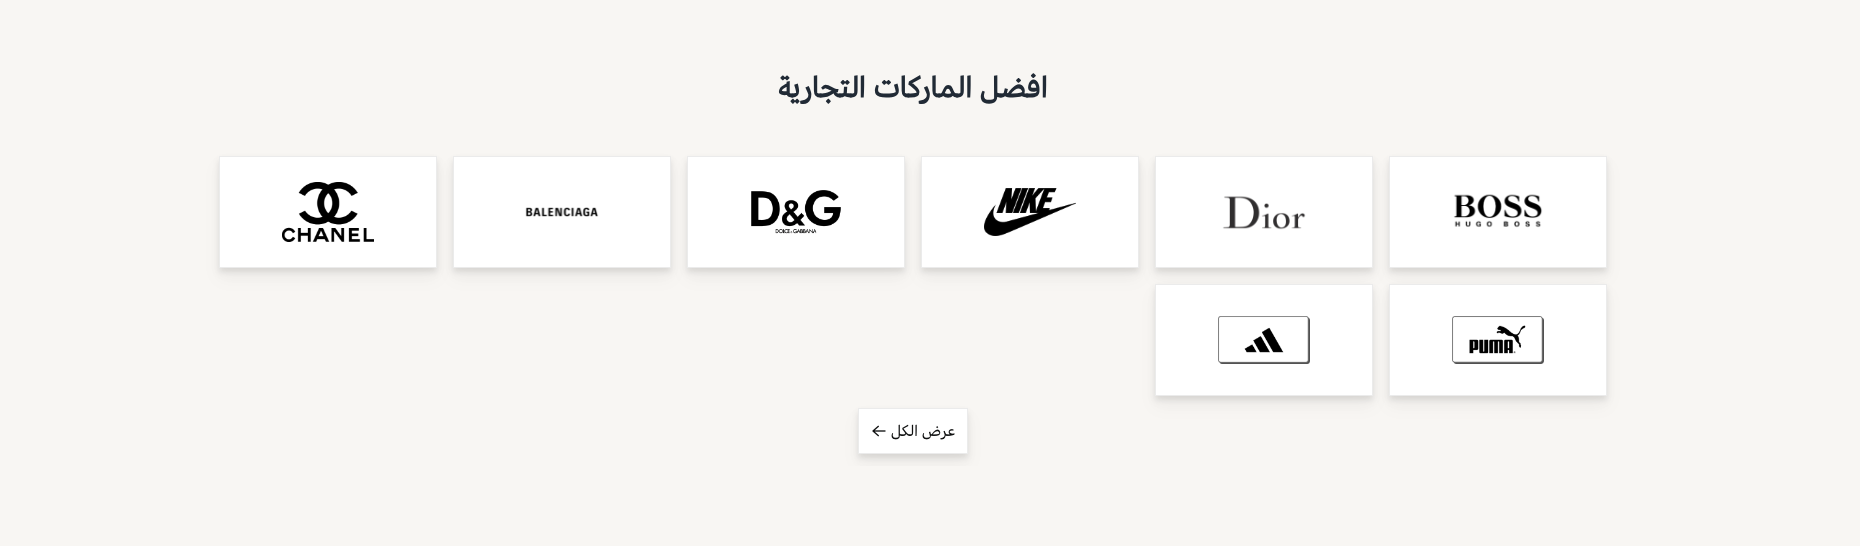 افضل الماركات التجارية
BOSS
HUGO BOSS
Dior
NIKE
D&G
DOLCE & GABBANA
BALENCIAGA
CHANEL
PUMA
عرض الكل ←